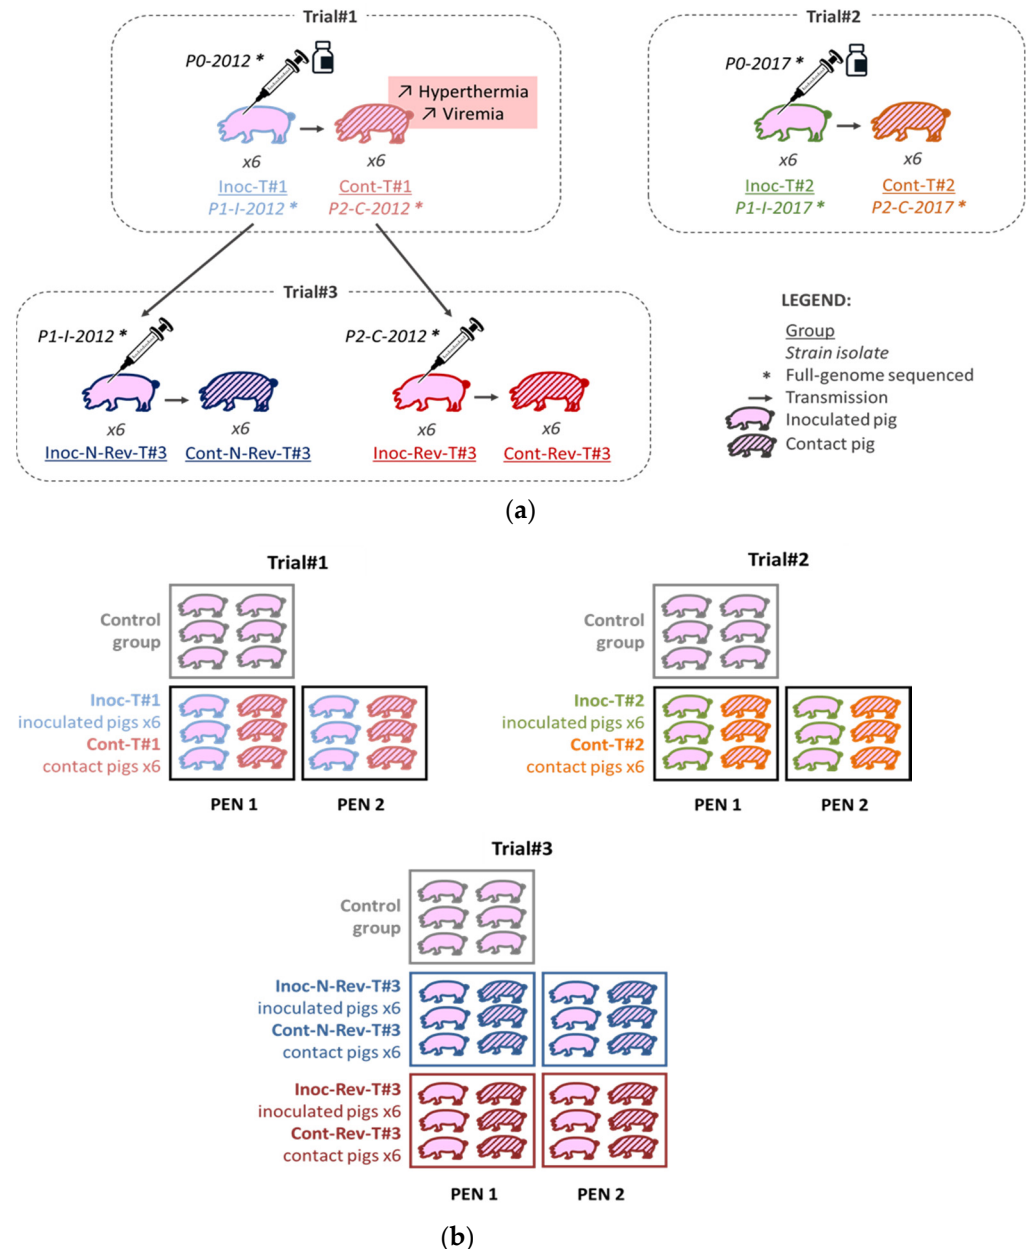 Trial#1
P0-2012 *
↗ Hyperthermia
↗ Viremia
x6
x6
Inoc-T#1
Cont-T#1
P1-I-2012 *
P2-C-2012 *
Trial#2
P0-2017 *
x6
x6
Inoc-T#2
Cont-T#2
P1-I-2017 *
P2-C-2017 *
Trial#3
P1-I-2012 *
P2-C-2012 *
x6
x6
x6
x6
Inoc-N-Rev-T#3
Cont-N-Rev-T#3
Inoc-Rev-T#3
Cont-Rev-T#3
LEGEND:
Group
Strain isolate
* Full-genome sequenced
Transmission
Inoculated pig
Contact pig
(a)
Trial#1
Control
group
Inoc-T#1
inoculated pigs x6
Cont-T#1
contact pigs x6
PEN 1
PEN 2
Trial#2
Control
group
Inoc-T#2
inoculated pigs x6
Cont-T#2
contact pigs x6
PEN 1
PEN 2
Trial#3
Control
group
Inoc-N-Rev-T#3
inoculated pigs x6
Cont-N-Rev-T#3
contact pigs x6
Inoc-Rev-T#3
inoculated pigs x6
Cont-Rev-T#3
contact pigs x6
PEN 1
PEN 2
(b)